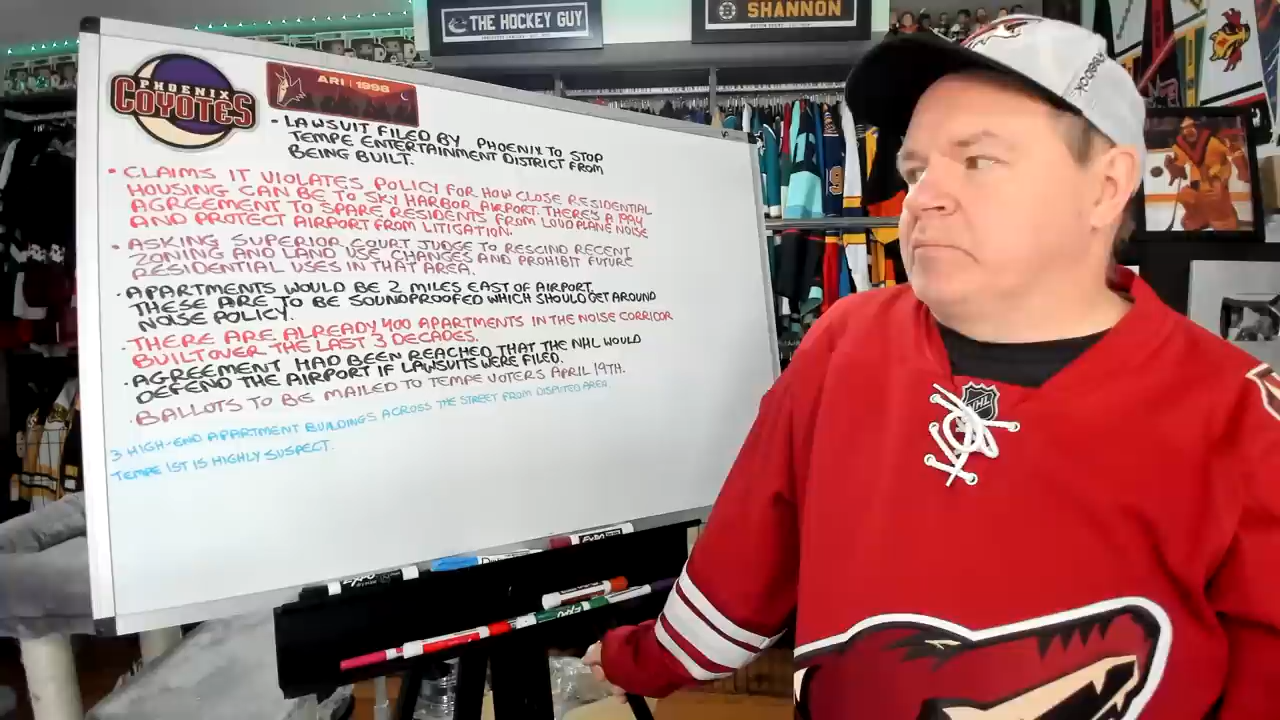 THE HOCKEY GUY
SHANNON
PHOENIX
COYOTES
ARI | 1998
• LAWSUIT FILED BY PHOENIX TO STOP
TEMPE ENTERTAINMENT DISTRICT FROM
BEING BUILT.
• CLAIMS IT VIOLATES POLICY FOR HOW CLOSE RESIDENTIAL
HOUSING CAN BE TO SKY HARBOR AIRPORT. THERE'S A PAY
AGREEMENT TO SPARE RESIDENTS FROM LOUD PLANE NOISE
AND PROTECT AIRPORT FROM LITIGATION.
• ASKING SUPERIOR COURT JUDGE TO RESCIND RECENT
ZONING AND LAND USE CHANGES AND PROHIBIT FUTURE
RESIDENTIAL USES IN THAT AREA.
• APARTMENTS WOULD BE 2 MILES EAST OF AIRPORT.
THESE ARE TO BE SOUNDPROOFED WHICH SHOULD GET AROUND
NOISE POLICY.
• THERE ARE ALREADY 400 APARTMENTS IN THE NOISE CORRIDOR
BUILT OVER THE LAST 3 DECADES.
• AGREEMENT HAD BEEN REACHED THAT THE NHL WOULD
DEFEND THE AIRPORT IF LAWSUITS WERE FILED.
• BALLOTS TO BE MAILED TO TEMPE VOTERS APRIL 19TH.
3 HIGH-END APARTMENT BUILDINGS ACROSS THE STREET FROM DISPUTED AREA
TEMPE 1ST IS HIGHLY SUSPECT.
EXPO
EXPO
EXPO
NHL